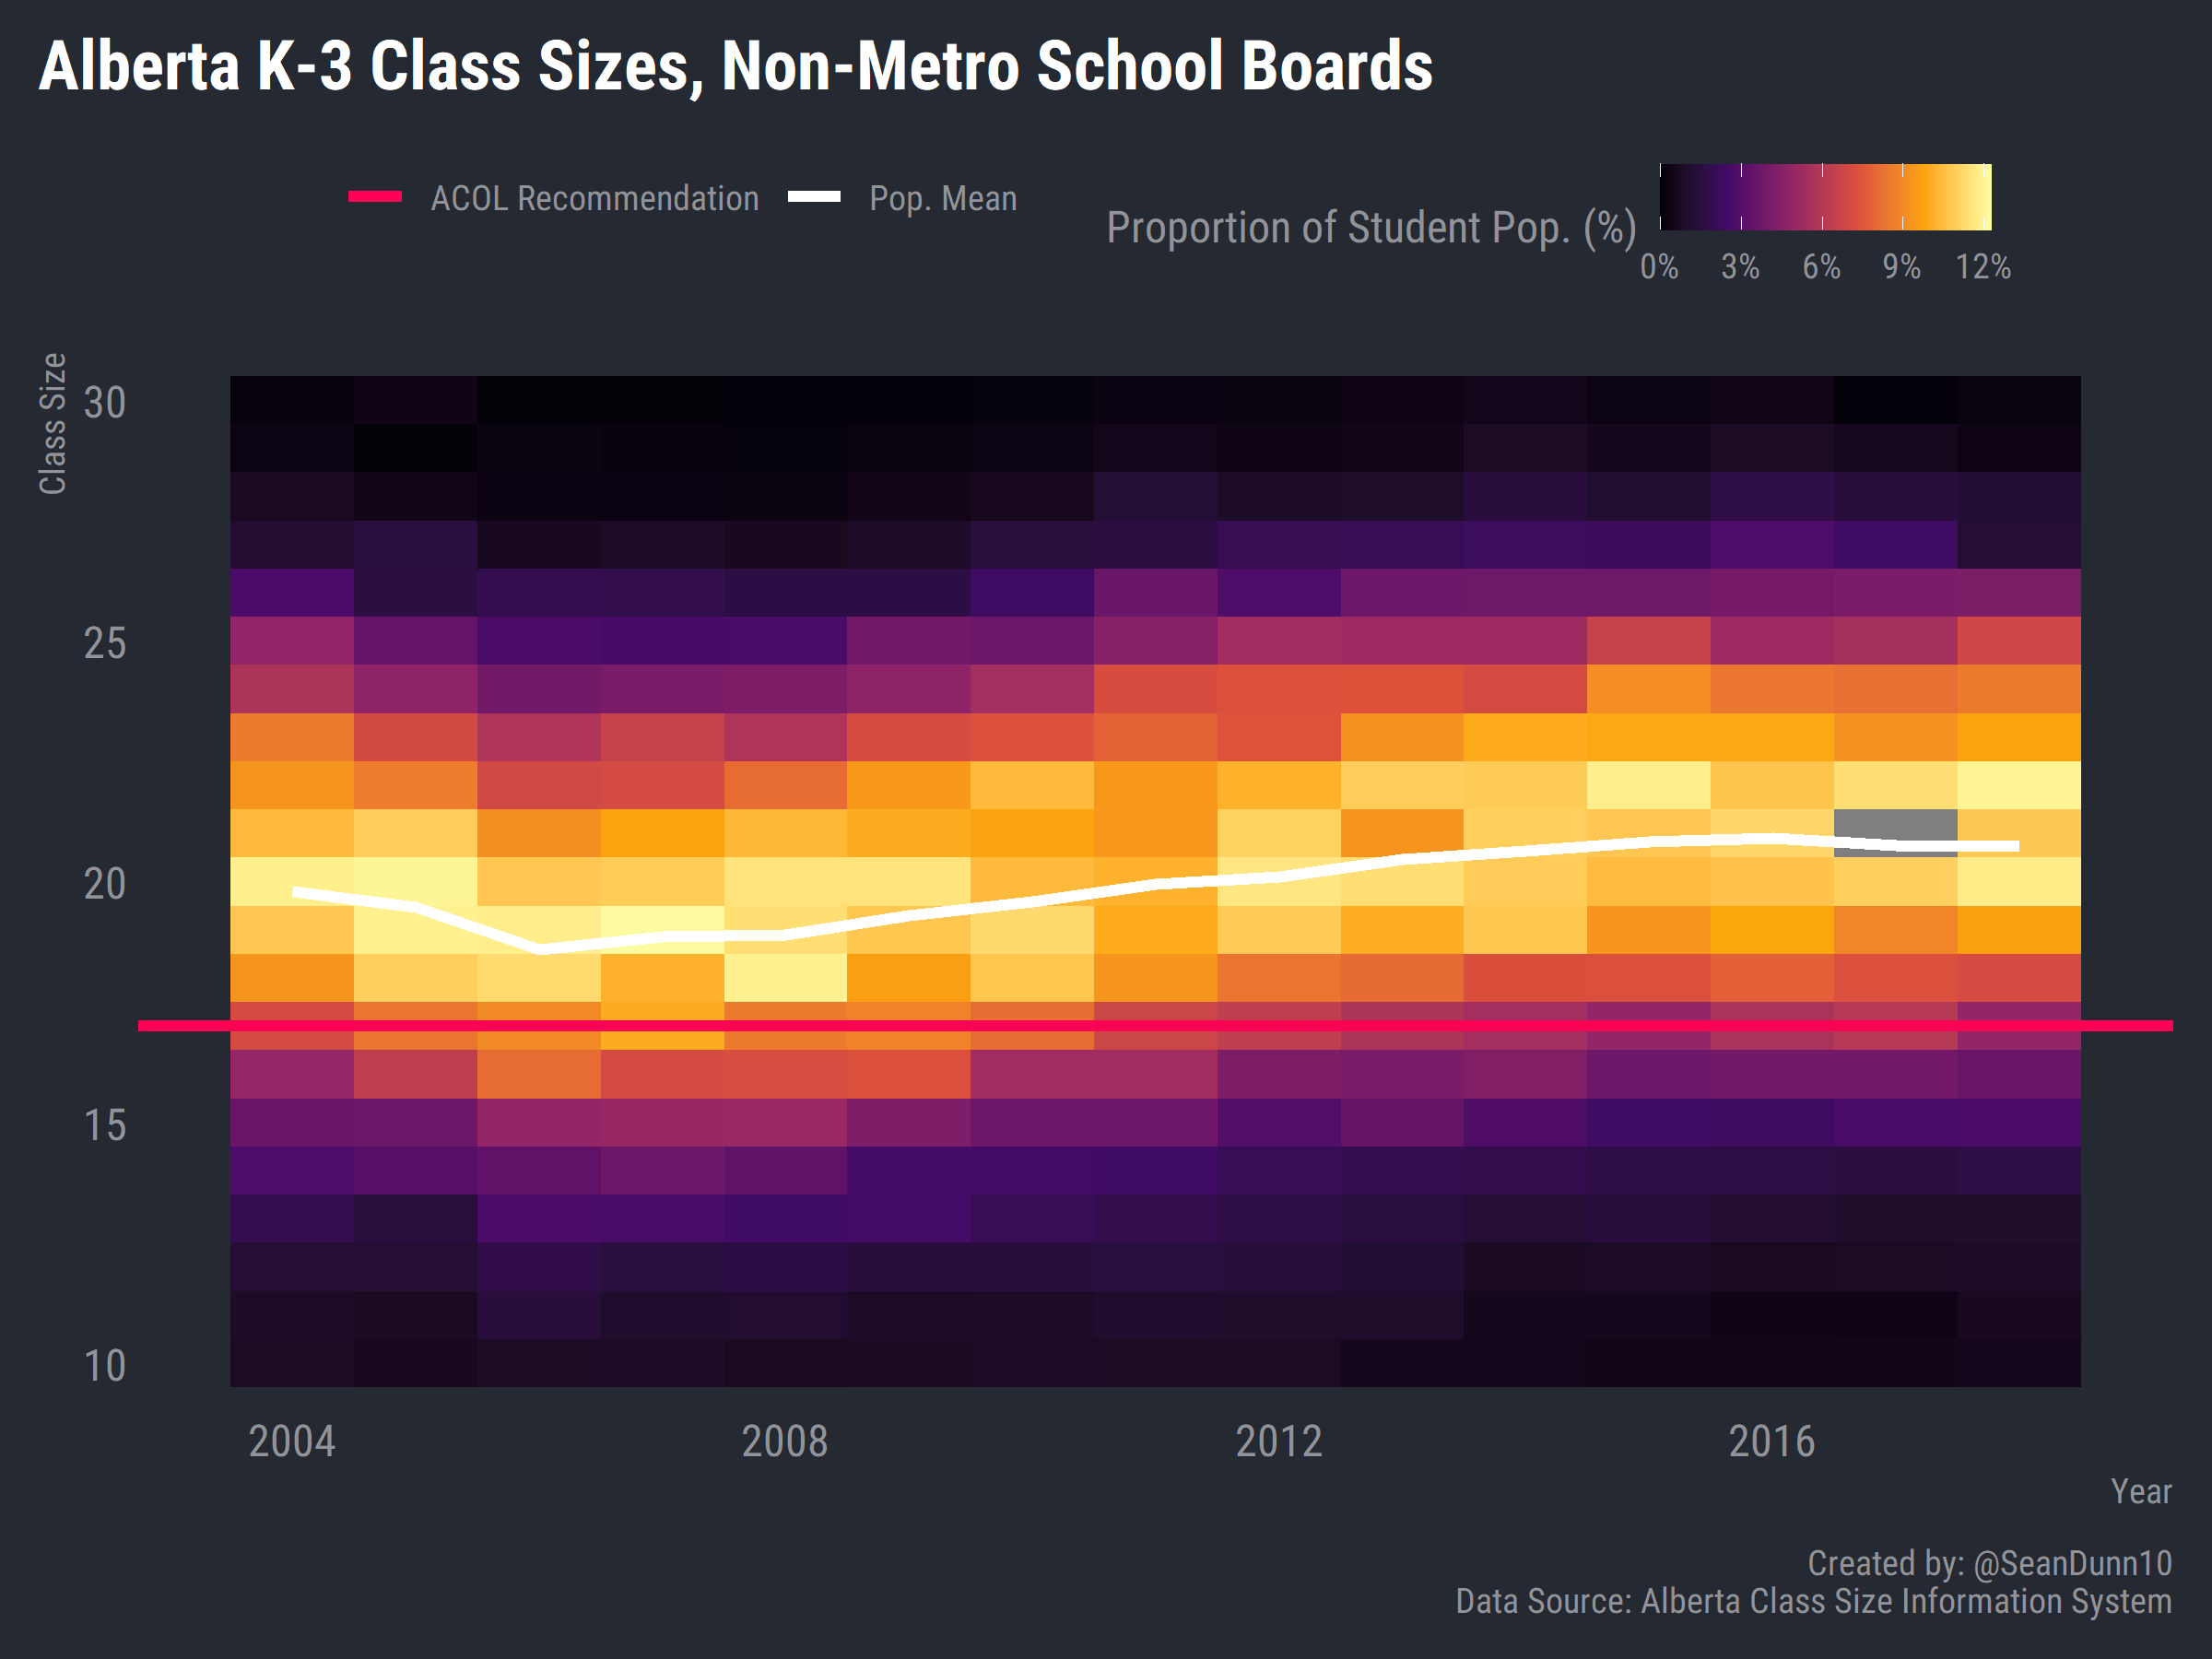 Alberta K-3 Class Sizes, Non-Metro School Boards
ACOL Recommendation
Pop. Mean
Proportion of Student Pop. (%)
0% 3% 6% 9% 12%
Class Size
30
25
20
15
10
2004 2008 2012 2016
Year
Created by: @SeanDunn10
Data Source: Alberta Class Size Information System